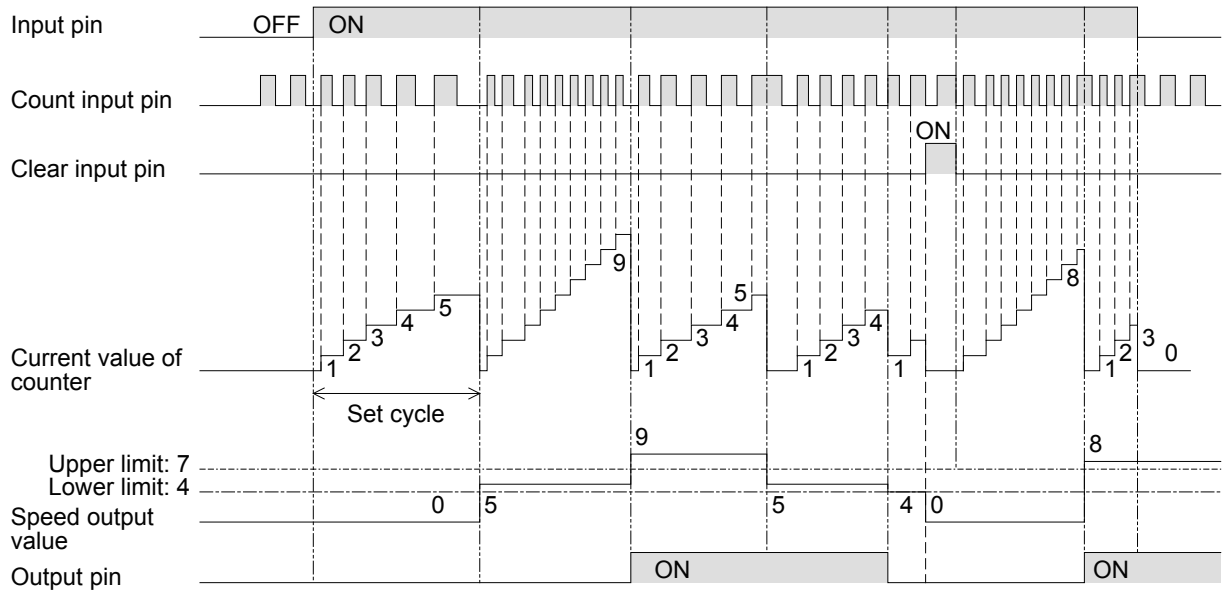 Input pin OFF ON
Count input pin
ON
Clear input pin
9
8
5 5
4 4 4
3 3 3 3
2 2 2 2 0
Current value of counter
1 1 1 1 1
Set cycle
9 8
Upper limit: 7
Lower limit: 4
0 5 5 4 0
Speed output value
Output pin ON ON